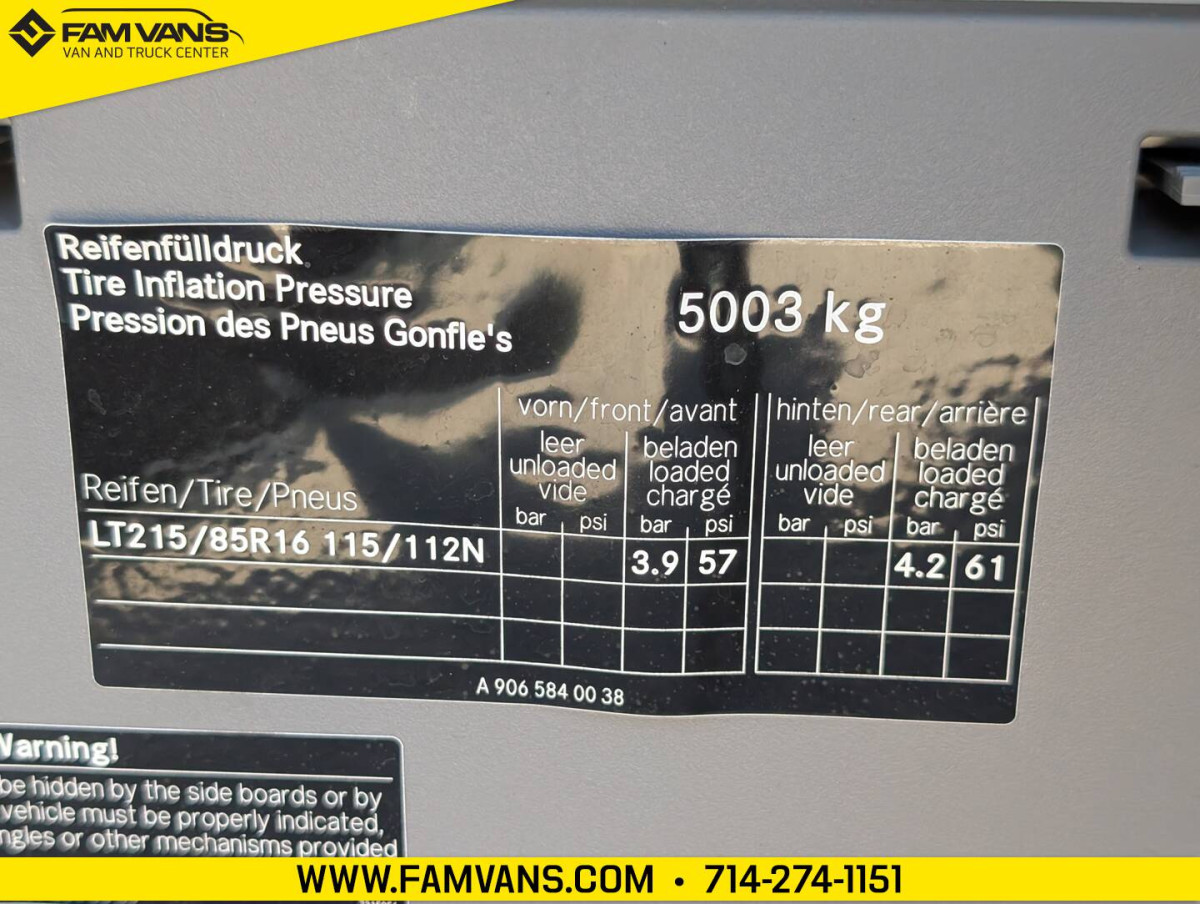 FAM VANS
VAN AND TRUCK CENTER
Reifenfülldruck
Tire Inflation Pressure
Pression des Pneus Gonfle's
5003 kg
vorn/front/avant hinten/rear/arrière
leer beladen leer beladen
unloaded loaded unloaded loaded
vide chargé vide chargé
Reifen/Tire/Pneus bar psi bar psi bar psi bar psi
LT215/85R16 115/112N 3.9 57 4.2 61
A 906 584 00 38
Warning!
be hidden by the side boards or by
vehicle must be properly indicated,
ngles or other mechanisms provided
WWW.FAMVANS.COM • 714-274-1151